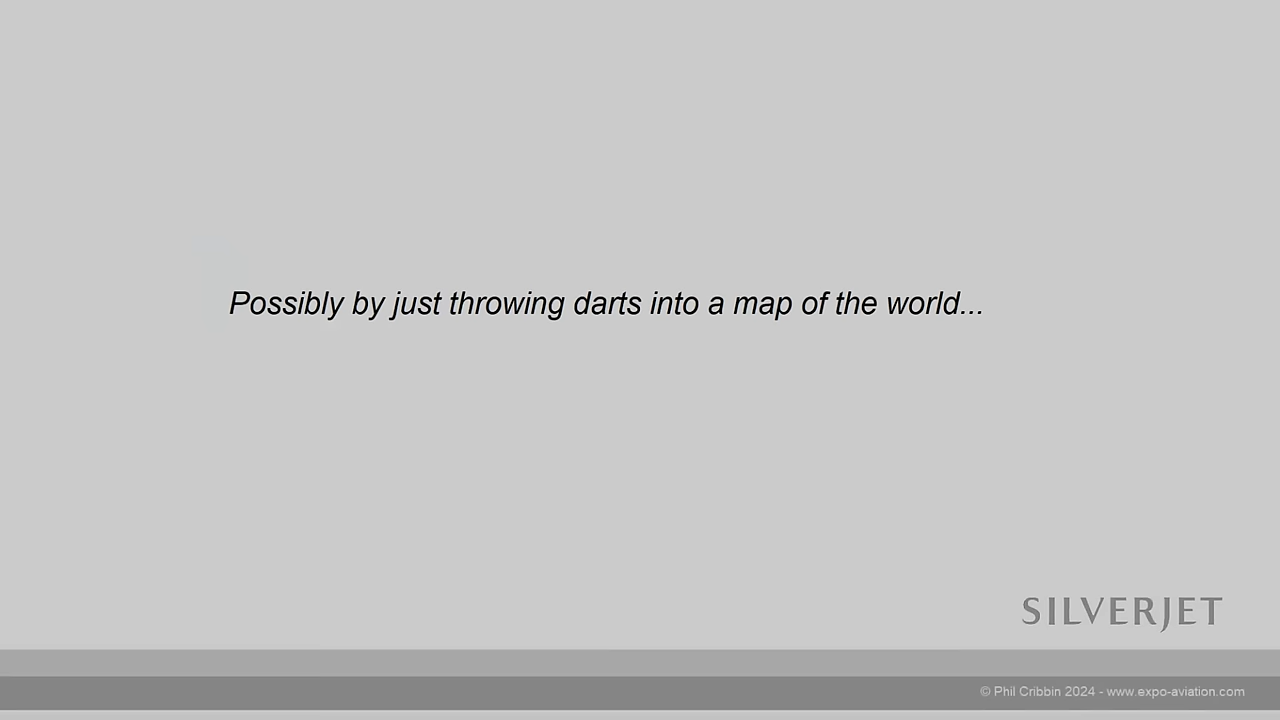 Possibly by just throwing darts into a map of the world...
SILVERJET
© Phil Cribbin 2024 - www.expo-aviation.com